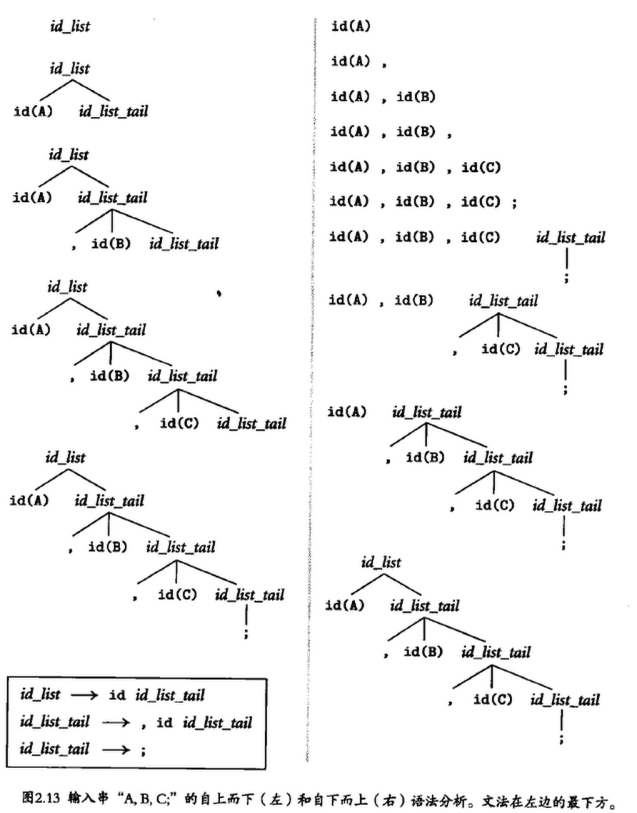 id_list
id_list
id(A) id_list_tail
id_list
id(A) id_list_tail
, id(B) id_list_tail
id_list
id(A) id_list_tail
, id(B) id_list_tail
, id(C) id_list_tail
id_list
id(A) id_list_tail
, id(B) id_list_tail
, id(C) id_list_tail
;
id_list → id id_list_tail
id_list_tail → , id id_list_tail
id_list_tail → ;
id(A)
id(A) ,
id(A) , id(B)
id(A) , id(B) ,
id(A) , id(B) , id(C)
id(A) , id(B) , id(C) ;
id(A) , id(B) , id(C) id_list_tail
;
id(A) , id(B) id_list_tail
, id(C) id_list_tail
;
id(A) id_list_tail
, id(B) id_list_tail
, id(C) id_list_tail
;
id_list
id(A) id_list_tail
, id(B) id_list_tail
, id(C) id_list_tail
;
图2.13 输入串“A, B, C;”的自上而下（左）和自下而上（右）语法分析。文法在左边的最下方。